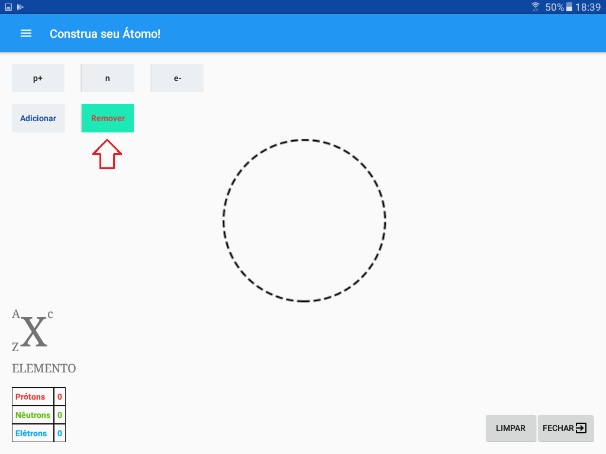 50% 18:39
Construa seu Átomo!
p+ n e-
Adicionar Remover
A X c
Z
ELEMENTO
Prótons 0
Nêutrons 0
Elétrons 0
LIMPAR FECHAR